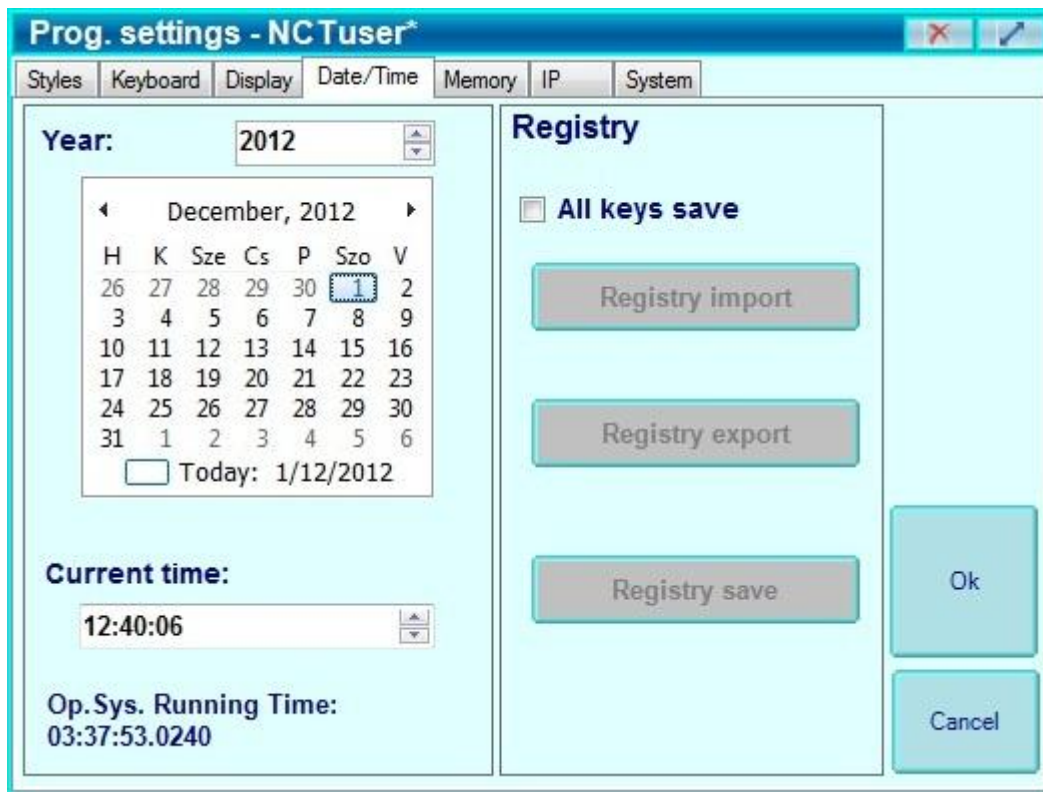 Prog. settings - NCTuser*
Styles Keyboard Display Date/Time Memory IP System
Year: 2012
December, 2012
H K Sze Cs P Szo V
26 27 28 29 30 1 2
3 4 5 6 7 8 9
10 11 12 13 14 15 16
17 18 19 20 21 22 23
24 25 26 27 28 29 30
31 1 2 3 4 5 6
Today: 1/12/2012
Current time:
12:40:06
Op.Sys. Running Time:
03:37:53.0240
Registry
All keys save
Registry import
Registry export
Registry save
Ok
Cancel